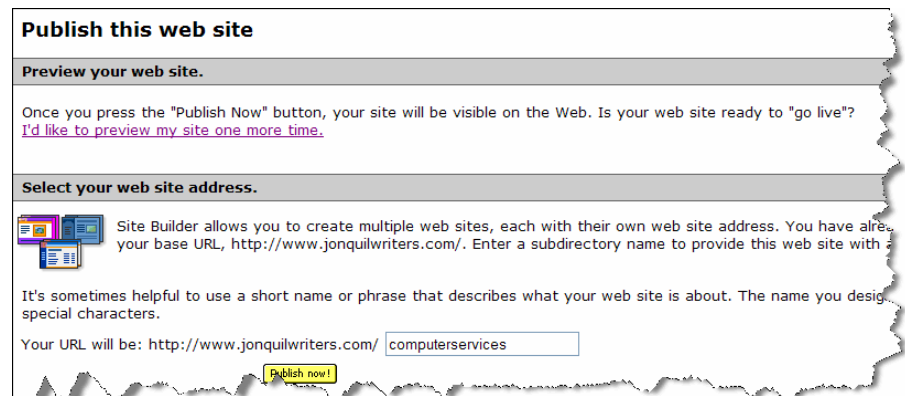 Publish this web site
Preview your web site.
Once you press the "Publish Now" button, your site will be visible on the Web. Is your web site ready to "go live"?
I'd like to preview my site one more time.
Select your web site address.
Site Builder allows you to create multiple web sites, each with their own web site address. You have
your base URL, http://www.jonquilwriters.com/. Enter a subdirectory name to provide this web site with
It's sometimes helpful to use a short name or phrase that describes what your web site is about. The name you
special characters.
Your URL will be: http://www.jonquilwriters.com/ computerservices
Publish now!